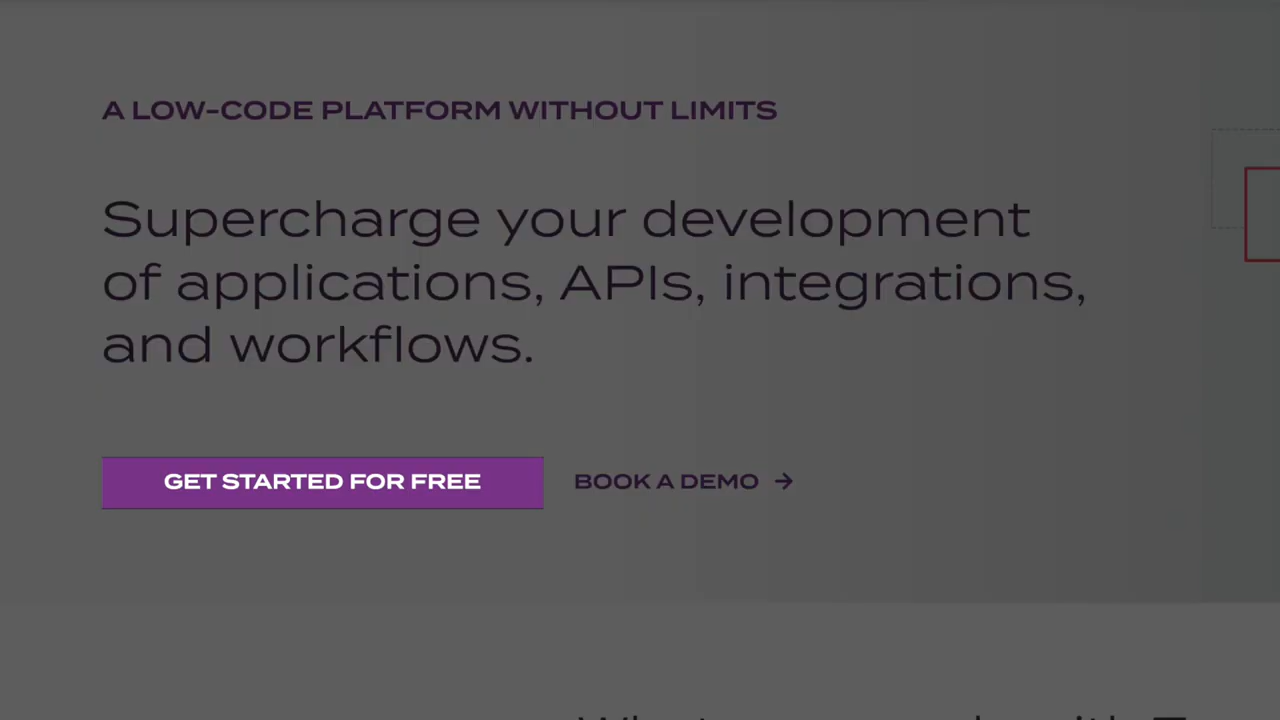 A LOW-CODE PLATFORM WITHOUT LIMITS
Supercharge your development
of applications, APIs, integrations,
and workflows.
GET STARTED FOR FREE
BOOK A DEMO →